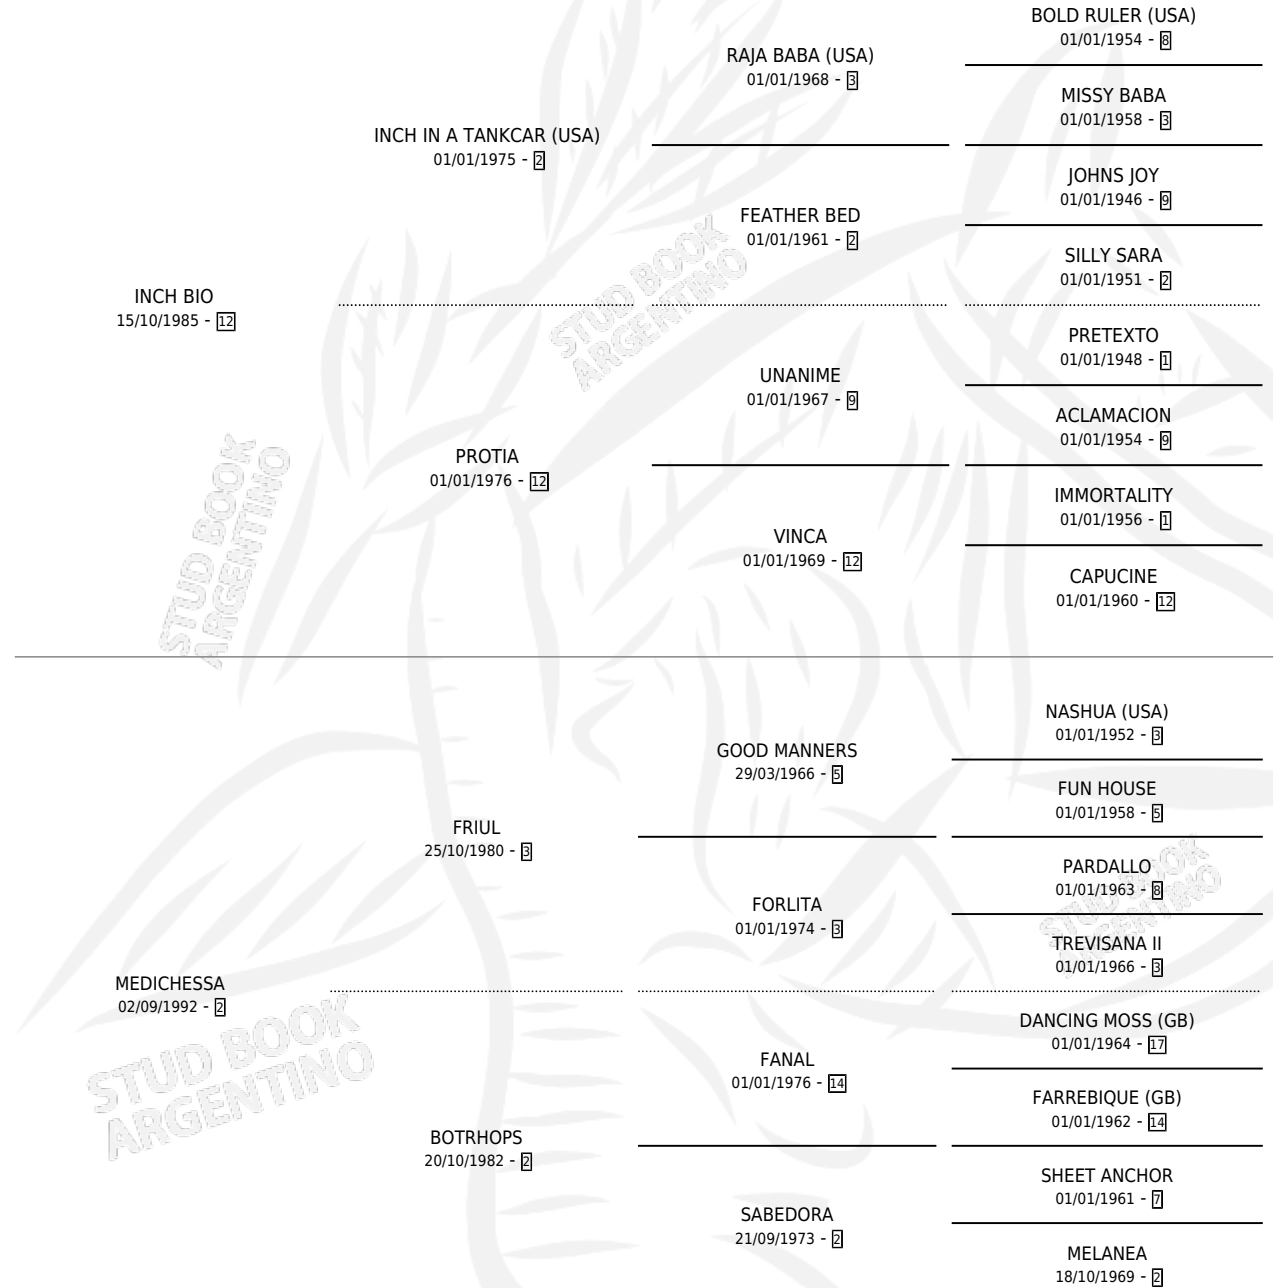 BOLD RULER (USA)
01/01/1954 - 8
RAJA BABA (USA)
01/01/1968 - 3
MISSY BABA
01/01/1958 - 3
INCH IN A TANKCAR (USA)
01/01/1975 - 2
JOHNS JOY
01/01/1946 - 9
FEATHER BED
01/01/1961 - 2
SILLY SARA
01/01/1951 - 2
INCH BIO
15/10/1985 - 12
STUD BOOK
ARGENTINO
PRETEXTO
01/01/1948 - 1
UNANIME
01/01/1967 - 9
ACLAMACION
01/01/1954 - 9
PROTIA
01/01/1976 - 12
IMMORTALITY
01/01/1956 - 1
VINCA
01/01/1969 - 12
CAPUCINE
01/01/1960 - 12
STUD BOOK
ARGENTINO
NASHUA (USA)
01/01/1952 - 3
GOOD MANNERS
29/03/1966 - 5
FUN HOUSE
01/01/1958 - 5
FRIUL
25/10/1980 - 3
PARDALLO
01/01/1963 - 8
FORLITA
01/01/1974 - 3
TREVISANA II
01/01/1966 - 3
STUD BOOK
ARGENTINO
MEDICHESSA
02/09/1992 - 2
DANCING MOSS (GB)
01/01/1964 - 17
FANAL
01/01/1976 - 14
FARREBIQUE (GB)
01/01/1962 - 14
STUD BOOK
ARGENTINO
BOTRHOPS
20/10/1982 - 2
SHEET ANCHOR
01/01/1961 - 7
SABEDORA
21/09/1973 - 2
MELANEA
18/10/1969 - 2